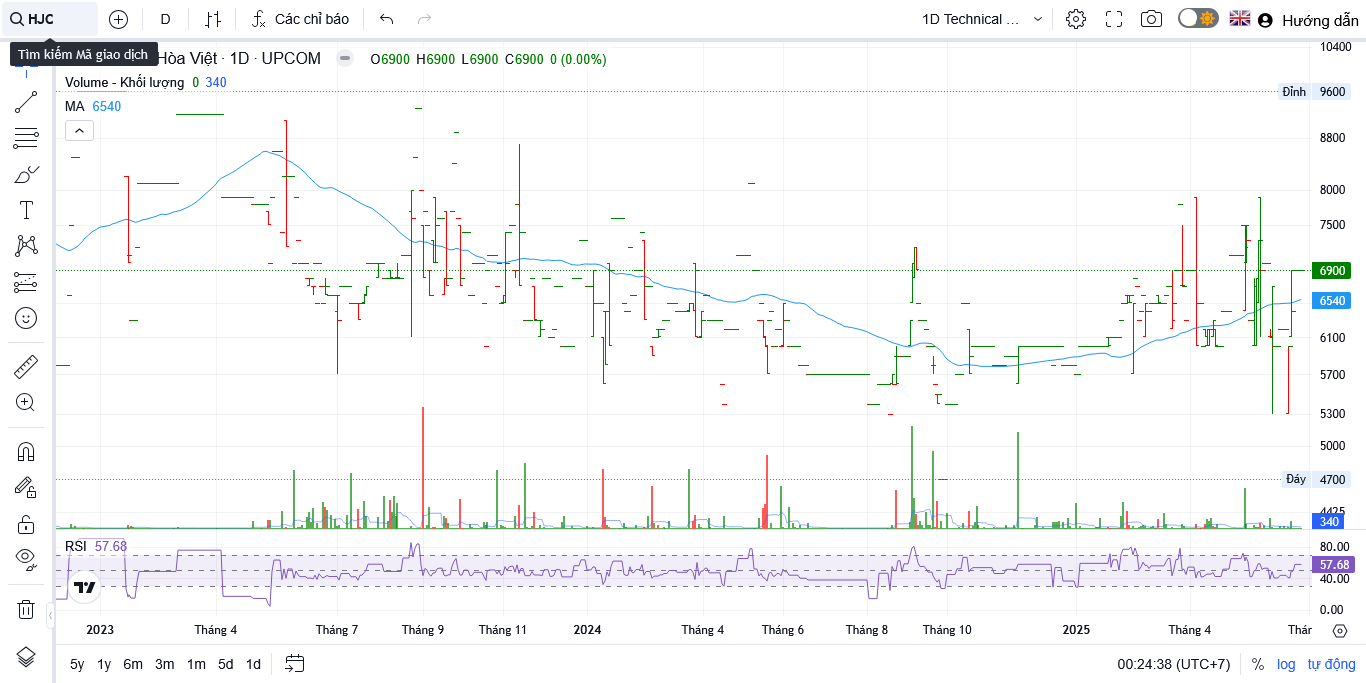 HJC D Các chỉ báo 1D Technical ... Hướng dẫn
Tìm kiếm Mã giao dịch
Hòa Việt · 1D · UPCOM O6900 H6900 L6900 C6900 0 (0.00%)
Volume - Khối lượng 0 340
MA 6540
10400
Đỉnh 9600
8800
8000
7500
6900
6540
6100
5700
5300
5000
Đáy 4700
4425
340
RSI 57.68
80.00
57.68
40.00
0.00
2023 Tháng 4 Tháng 7 Tháng 9 Tháng 11 2024 Tháng 4 Tháng 6 Tháng 8 Tháng 10 2025 Tháng 4 Thár
5y 1y 6m 3m 1m 5d 1d 00:24:38 (UTC+7) % log tự động